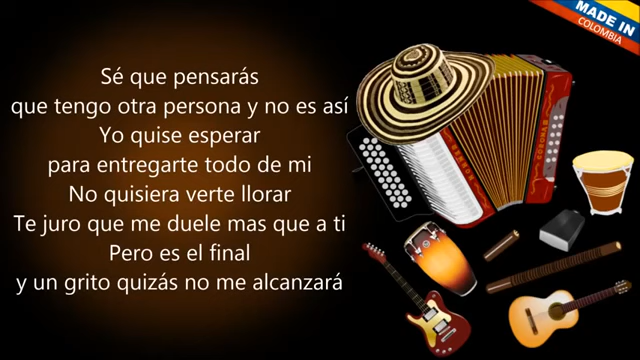 MADE IN
COLOMBIA
Sé que pensarás
que tengo otra persona y no es así
Yo quise esperar
para entregarte todo de mi
No quisiera verte llorar
Te juro que me duele mas que a ti
Pero es el final
y un grito quizás no me alcanzará
CORONA III